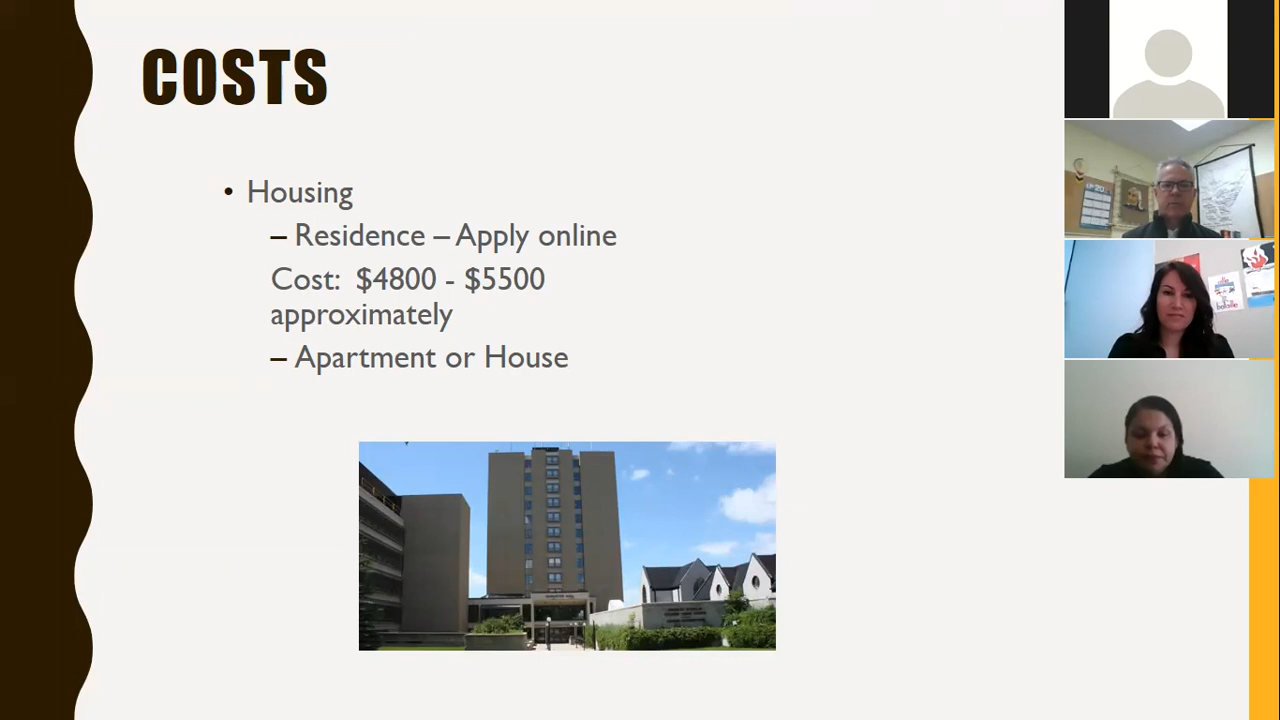 COSTS
• Housing
– Residence – Apply online
Cost: $4800 - $5500
approximately
– Apartment or House